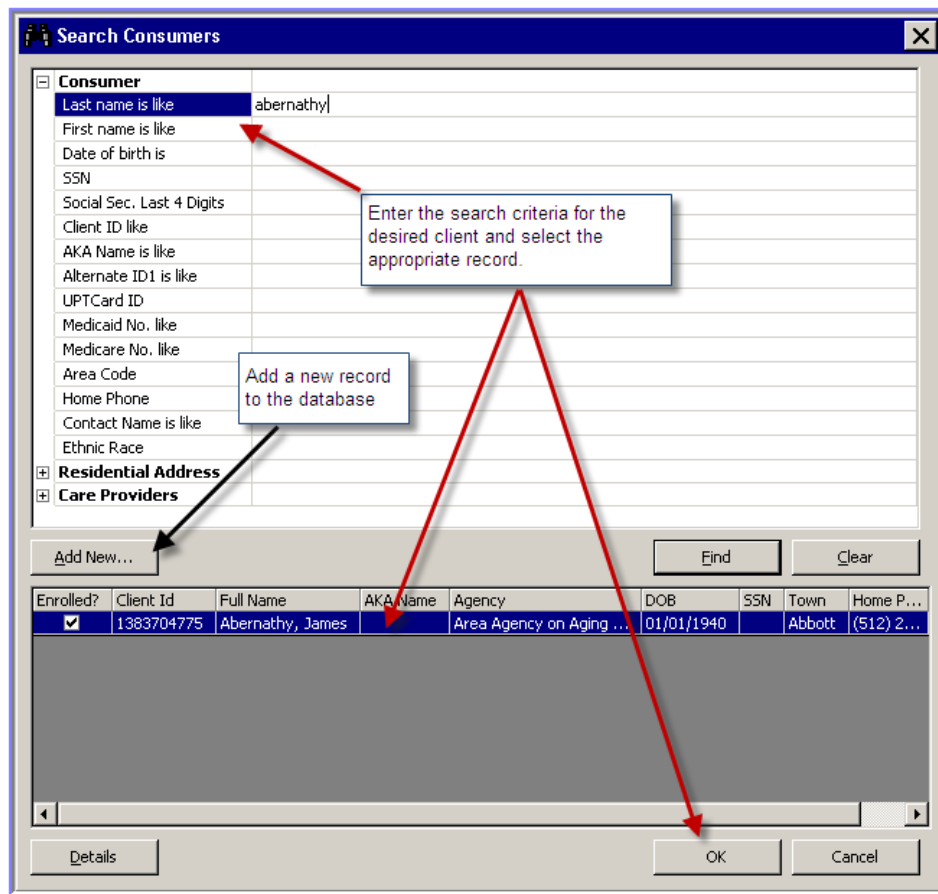 Search Consumers
Consumer
Last name is like abernathy
First name is like
Date of birth is
SSN
Social Sec. Last 4 Digits
Client ID like
AKA Name is like
Alternate ID1 is like
UPTCard ID
Medicaid No. like
Medicare No. like
Area Code
Home Phone
Contact Name is like
Ethnic Race
Residential Address
Care Providers
Enter the search criteria for the
desired client and select the
appropriate record.
Add a new record
to the database
Add New... Find Clear
Enrolled? Client Id Full Name AKA Name Agency DOB SSN Town Home P...
1383704775 Abernathy, James Area Agency on Aging ... 01/01/1940 Abbott (512) 2...
Details OK Cancel